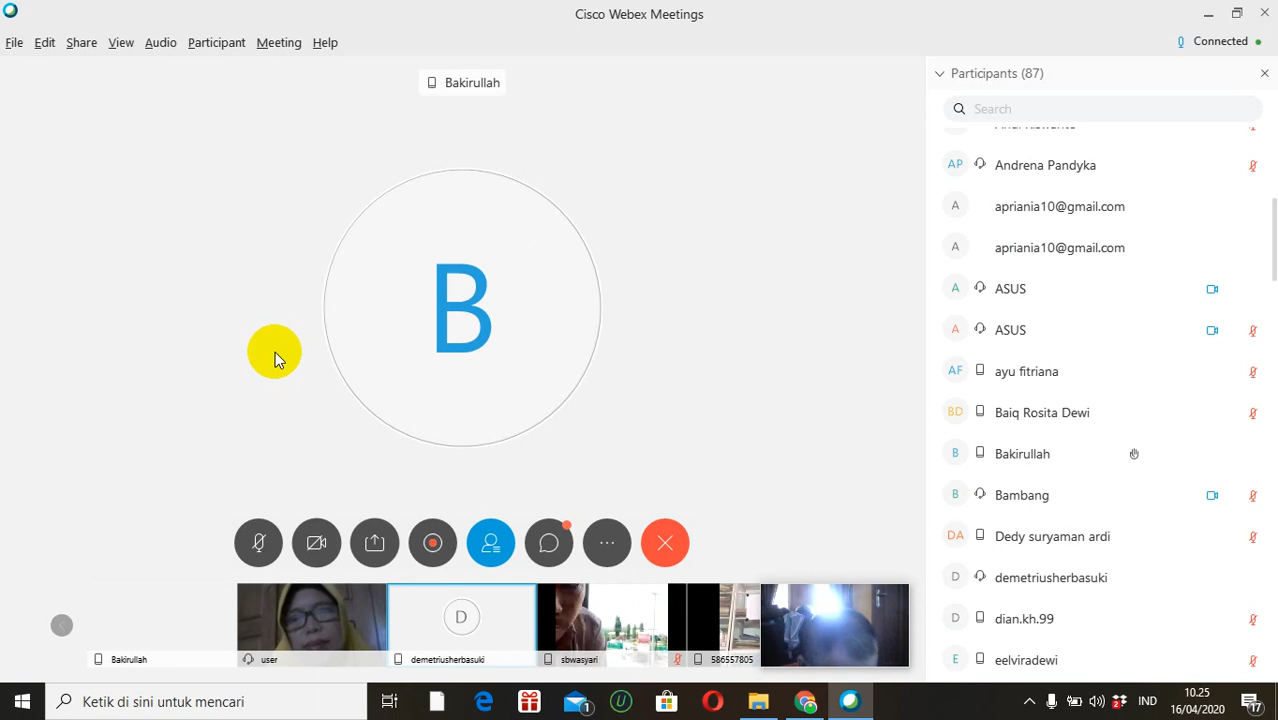 Cisco Webex Meetings
File Edit Share View Audio Participant Meeting Help
Connected
Bakirullah
B
Participants (87)
Search
AP Andrena Pandyka
A apriania10@gmail.com
A apriania10@gmail.com
A ASUS
A ASUS
AF ayu fitriana
BD Baiq Rosita Dewi
B Bakirullah
B Bambang
DA Dedy suryaman ardi
D demetriusherbasuki
D dian.kh.99
E eelviradewi
D
Bakirullah
user
demetriusherbasuki
sbwasyari
586557805
Ketik di sini untuk mencari
1
U
IND
10.25
16/04/2020
17